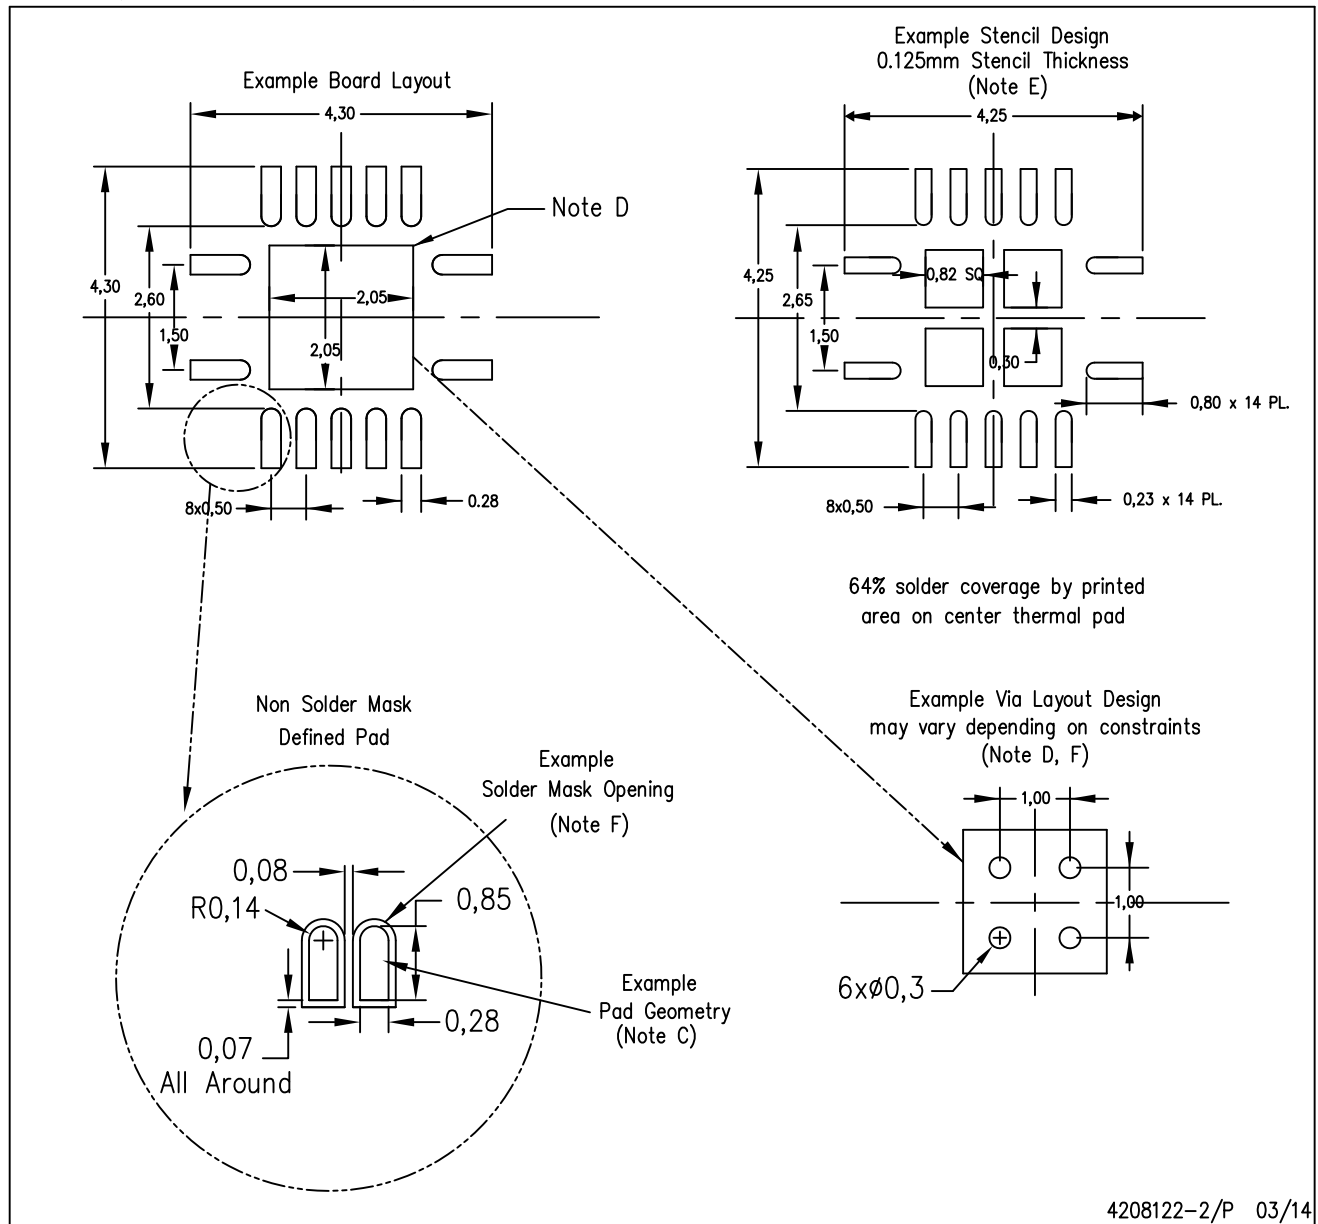 Example Board Layout
4,30
Note D
4,30
2,60
1,50
2,05
2,05
8x0,50
0.28
Example Stencil Design
0.125mm Stencil Thickness
(Note E)
4,25
4,25
2,65
1,50
0,82 SQ
0,30
0,80 x 14 PL.
8x0,50
0,23 x 14 PL.
64% solder coverage by printed
area on center thermal pad
Non Solder Mask
Defined Pad
Example
Solder Mask Opening
(Note F)
0,08
R0,14
0,85
0,28
0,07
All Around
Example
Pad Geometry
(Note C)
Example Via Layout Design
may vary depending on constraints
(Note D, F)
1,00
1,00
6xø0,3
4208122-2/P 03/14